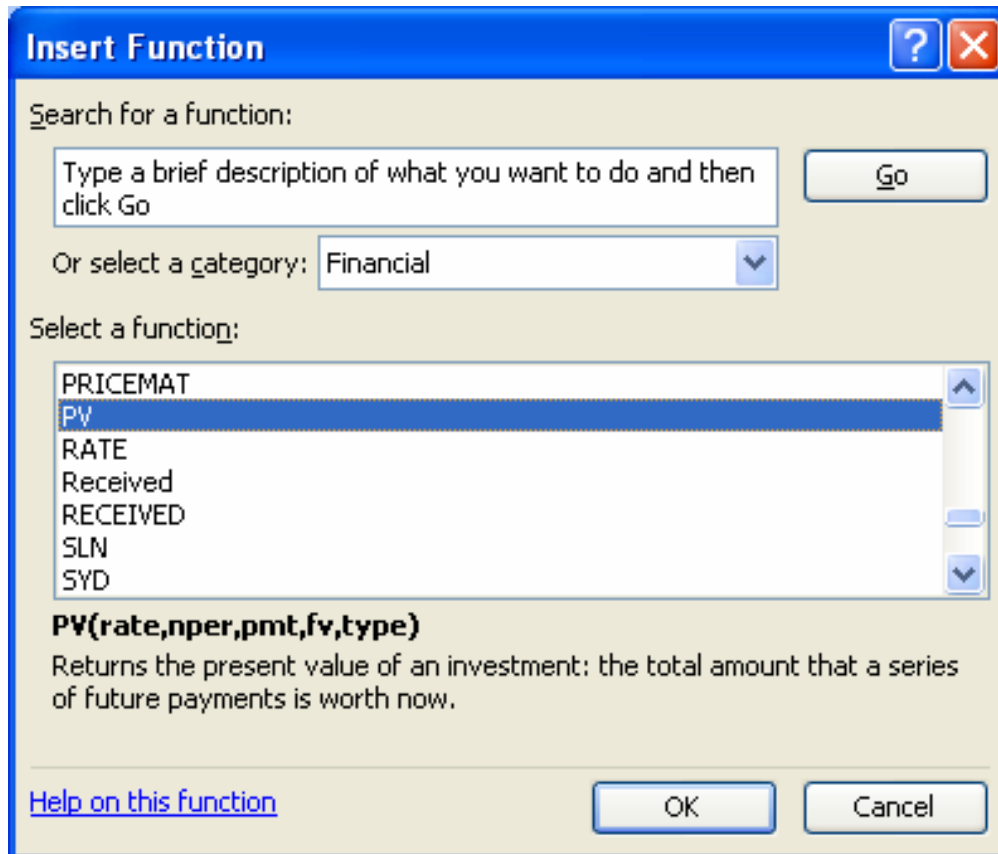 Insert Function
Search for a function:
Type a brief description of what you want to do and then
click Go
Go
Or select a category: Financial
Select a function:
PRICEMAT
PV
RATE
Received
RECEIVED
SLN
SYD
PV(rate,nper,pmt,fv,type)
Returns the present value of an investment: the total amount that a series
of future payments is worth now.
Help on this function
OK
Cancel